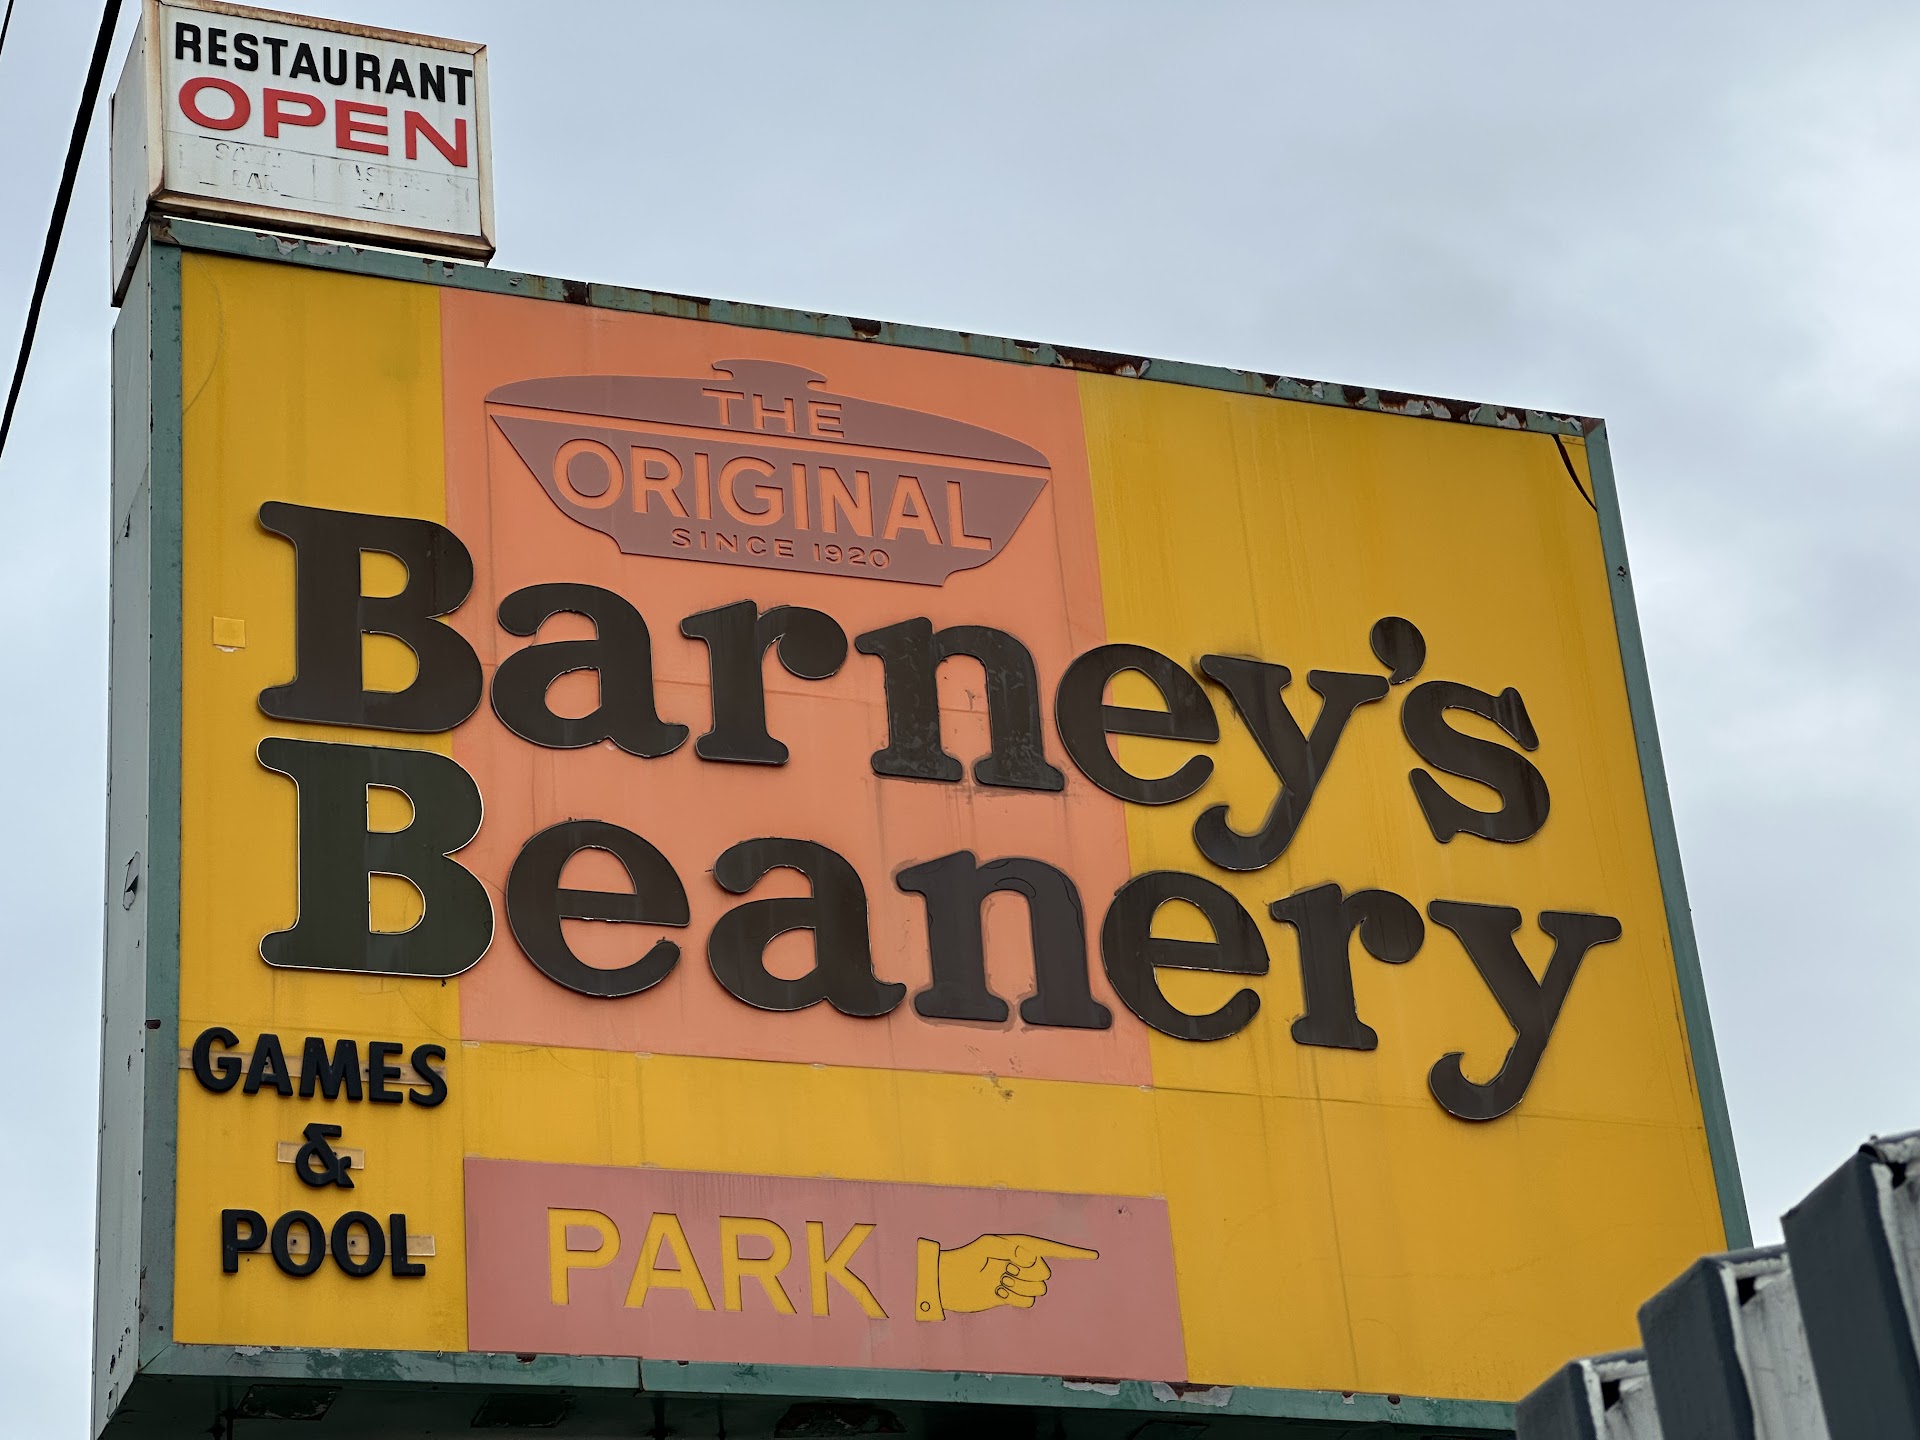 RESTAURANT
OPEN
THE
ORIGINAL
SINCE 1920
Barney's
Beanery
GAMES
&
POOL
PARK